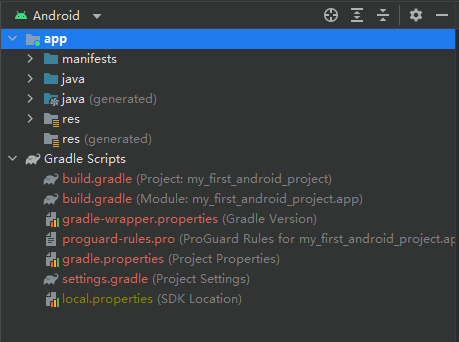 Android
app
manifests
java
java (generated)
res
res (generated)
Gradle Scripts
build.gradle (Project: my_first_android_project)
build.gradle (Module: my_first_android_project.app)
gradle-wrapper.properties (Gradle Version)
proguard-rules.pro (ProGuard Rules for my_first_android_project.ap
gradle.properties (Project Properties)
settings.gradle (Project Settings)
local.properties (SDK Location)